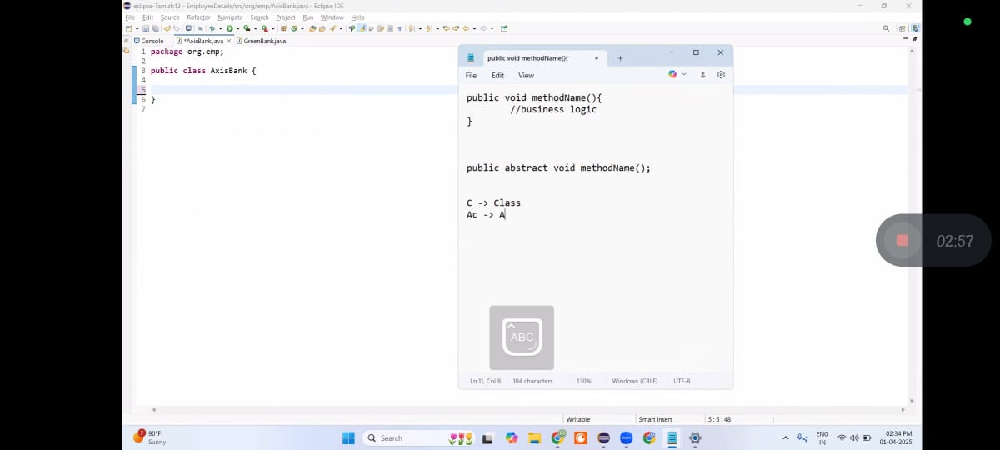 eclipse-Tamizh13 - EmployeeDetails/src/org/emp/AxisBank.java - Eclipse IDE
File Edit Source Refactor Navigate Search Project Run Window Help
Console *AxisBank.java GreenBank.java
1 package org.emp;
2
3 public class AxisBank {
4
5
6 }
7
public void methodName(){
File Edit View
public void methodName(){
//business logic
}
public abstract void methodName();
C -> Class
Ac -> A
ABC
Ln 11, Col 8 104 characters 130% Windows (CRLF) UTF-8
02:57
Writable Smart Insert 5 : 5 : 48
7
90°F
Sunny
Search
zoom
ENG
IN
02:34 PM
01-04-2025